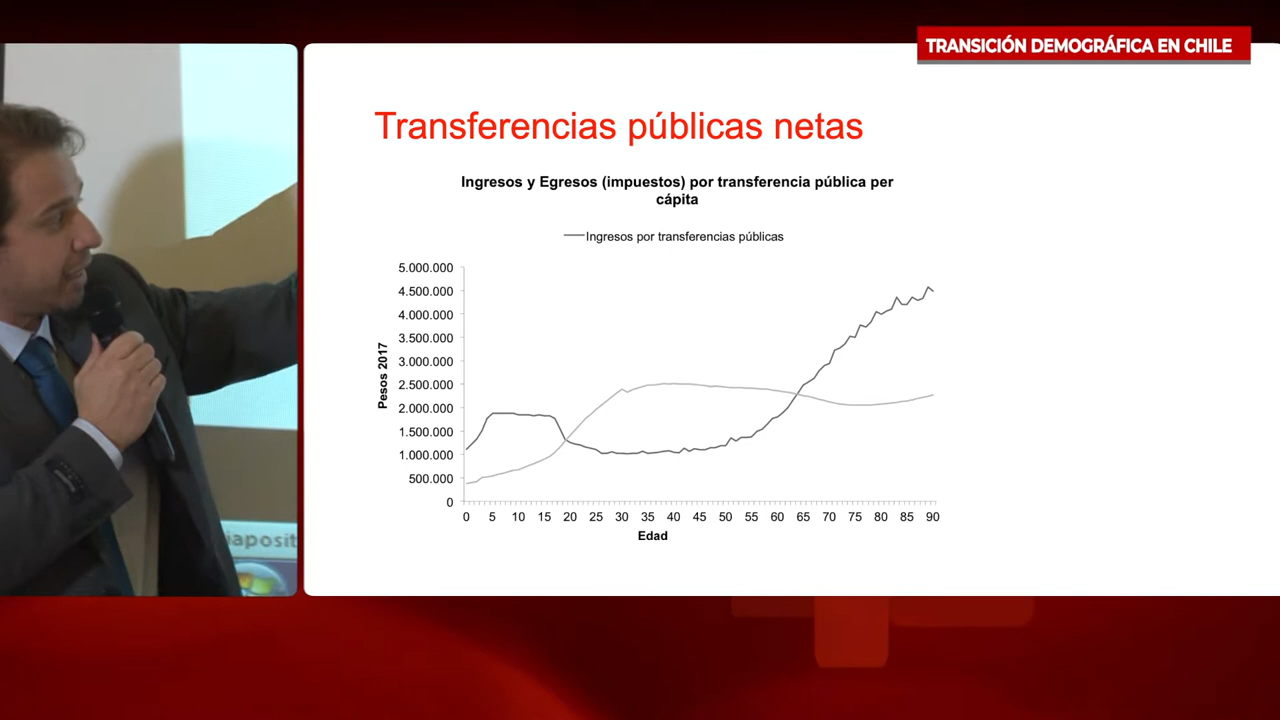 TRANSICIÓN DEMOGRÁFICA EN CHILE
Transferencias públicas netas
Ingresos y Egresos (impuestos) por transferencia pública per
cápita
Ingresos por transferencias públicas
5.000.000
4.500.000
4.000.000
3.500.000
3.000.000
2.500.000
2.000.000
1.500.000
1.000.000
500.000
0
Pesos 2017
0 5 10 15 20 25 30 35 40 45 50 55 60 65 70 75 80 85 90
Edad
iaposit